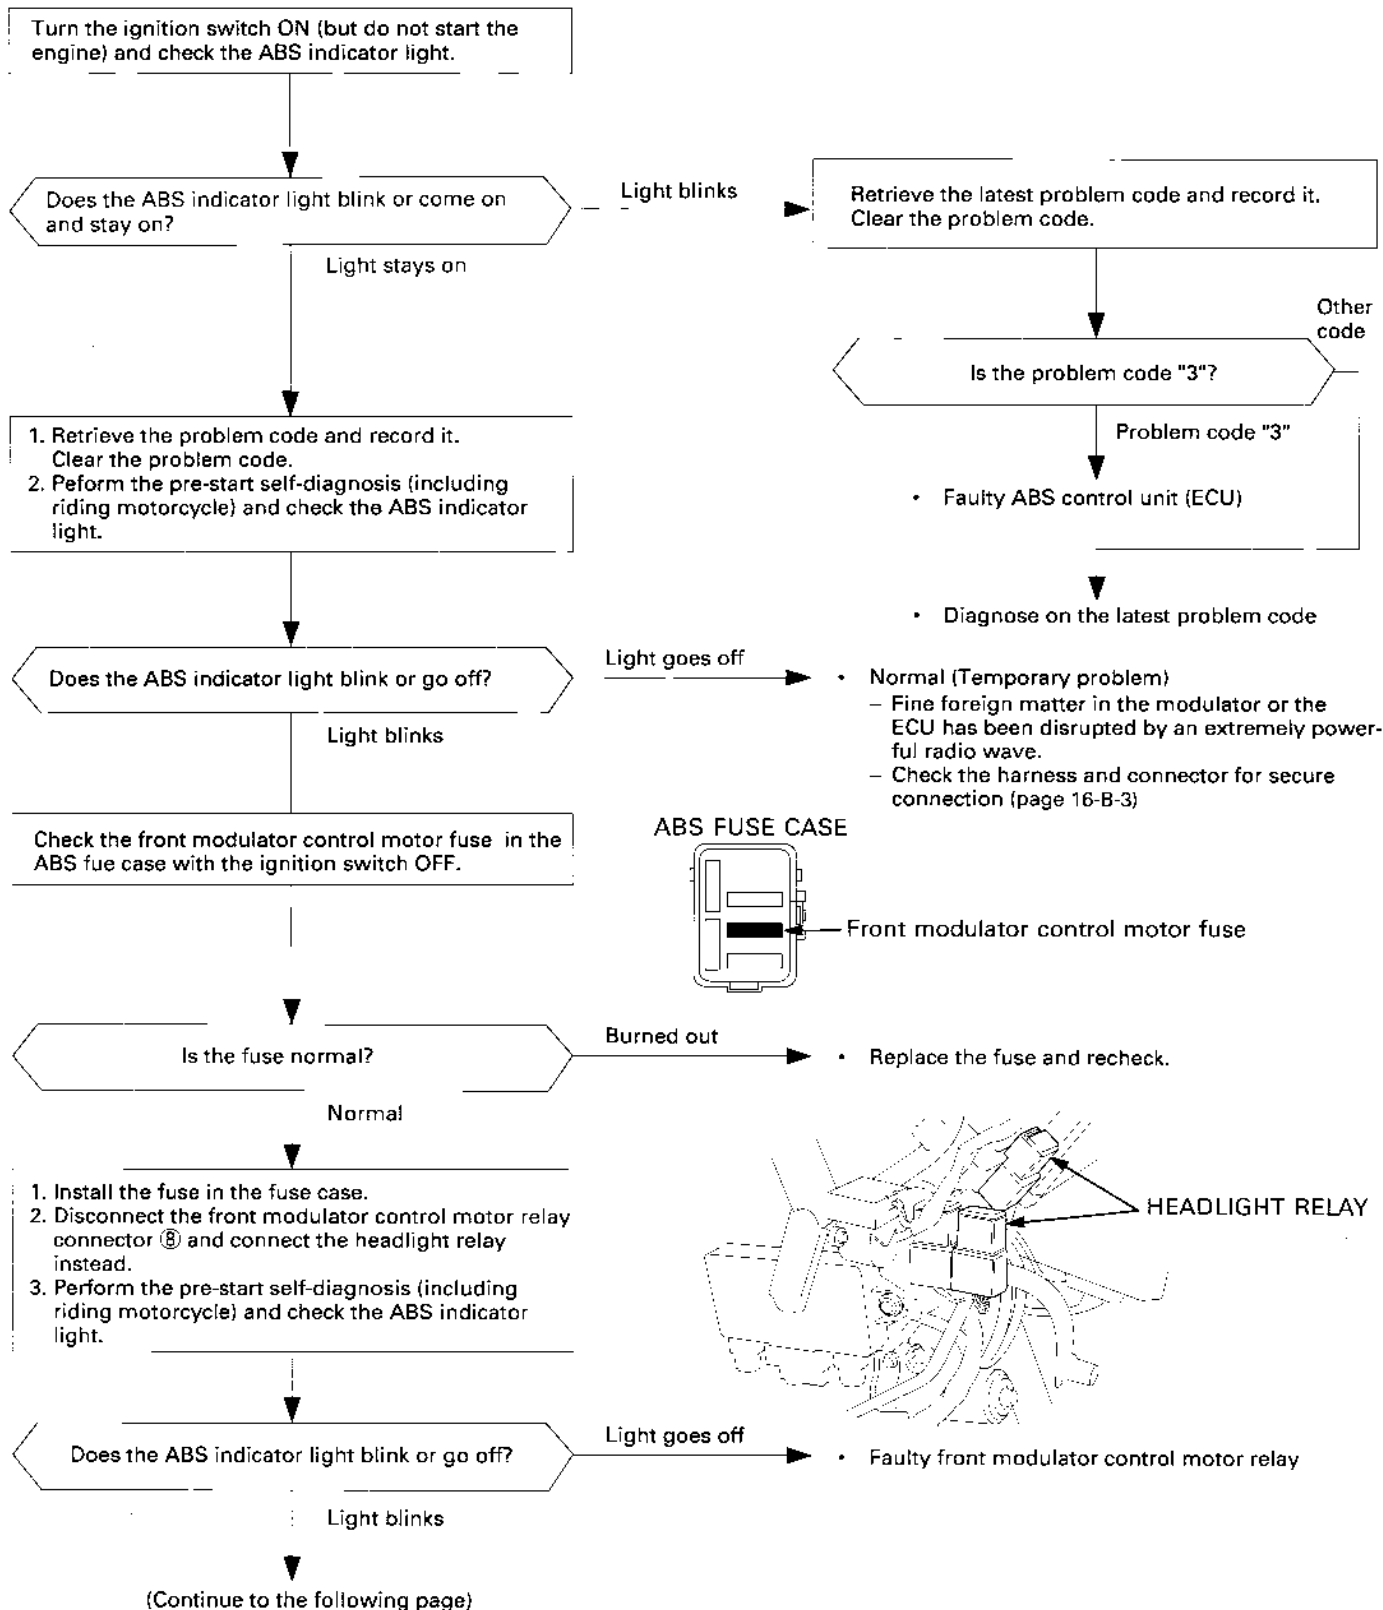 Turn the ignition switch ON (but do not start the
engine) and check the ABS indicator light.
Does the ABS indicator light blink or come on
and stay on?
Light blinks
Retrieve the latest problem code and record it.
Clear the problem code.
Light stays on
Other
code
Is the problem code "3"?
Problem code "3"
• Faulty ABS control unit (ECU)
• Diagnose on the latest problem code
1. Retrieve the problem code and record it.
Clear the problem code.
2. Peform the pre-start self-diagnosis (including
riding motorcycle) and check the ABS indicator
light.
Does the ABS indicator light blink or go off?
Light goes off
• Normal (Temporary problem)
– Fine foreign matter in the modulator or the
ECU has been disrupted by an extremely power-
ful radio wave.
– Check the harness and connector for secure
connection (page 16-B-3)
Light blinks
Check the front modulator control motor fuse in the
ABS fue case with the ignition switch OFF.
ABS FUSE CASE
Front modulator control motor fuse
Is the fuse normal?
Burned out
• Replace the fuse and recheck.
Normal
1. Install the fuse in the fuse case.
2. Disconnect the front modulator control motor relay
connector ⑧ and connect the headlight relay
instead.
3. Perform the pre-start self-diagnosis (including
riding motorcycle) and check the ABS indicator
light.
HEADLIGHT RELAY
Does the ABS indicator light blink or go off?
Light goes off
• Faulty front modulator control motor relay
Light blinks
(Continue to the following page)